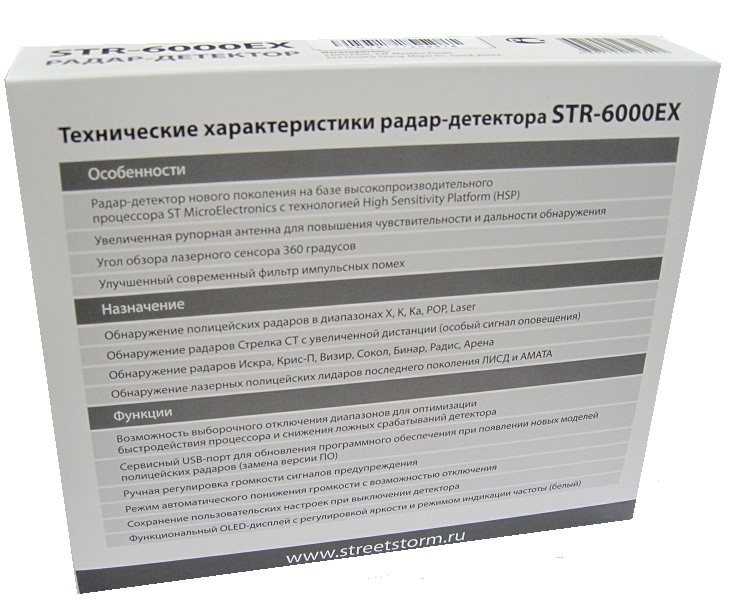 STR-6000EX
РАДАР-ДЕТЕКТОР
Технические характеристики радар-детектора STR-6000EX
Особенности
Радар-детектор нового поколения на базе высокопроизводительного
процессора ST MicroElectronics с технологией High Sensitivity Platform (HSP)
Увеличенная рупорная антенна для повышения чувствительности и дальности обнаружения
Угол обзора лазерного сенсора 360 градусов
Улучшенный современный фильтр импульсных помех
Назначение
Обнаружение полицейских радаров в диапазонах X, K, Ka, POP, Laser
Обнаружение радаров Стрелка СТ с увеличенной дистанции (особый сигнал оповещения)
Обнаружение радаров Искра, Крис-П, Визир, Сокол, Бинар, Радис, Арена
Обнаружение лазерных полицейских лидаров последнего поколения ЛИСД и АМАТА
Функции
Возможность выборочного отключения диапазонов для оптимизации
быстродействия процессора и снижения ложных срабатываний детектора
Сервисный USB-порт для обновления программного обеспечения при появлении новых моделей
полицейских радаров (замена версии ПО)
Ручная регулировка громкости сигналов предупреждения
Режим автоматического понижения громкости с возможностью отключения
Сохранение пользовательских настроек при выключении детектора
Функциональный OLED-дисплей с регулировкой яркости и режимом индикации частоты (белый)
www.streetstorm.ru